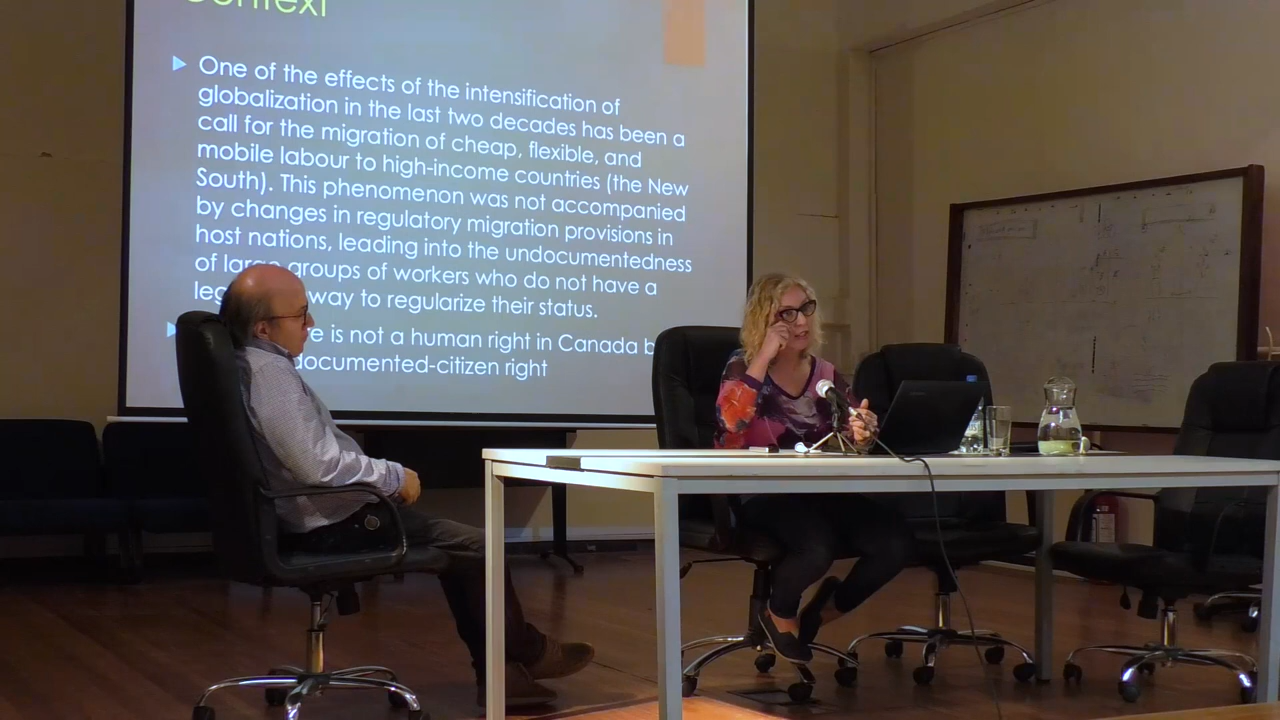 Context
One of the effects of the intensification of
globalization in the last two decades has been a
call for the migration of cheap, flexible, and
mobile labour to high-income countries (the New
South). This phenomenon was not accompanied
by changes in regulatory migration provisions in
host nations, leading into the undocumentedness
of large groups of workers who do not have a
way to regularize their status.
is not a human right in Canada
documented-citizen right